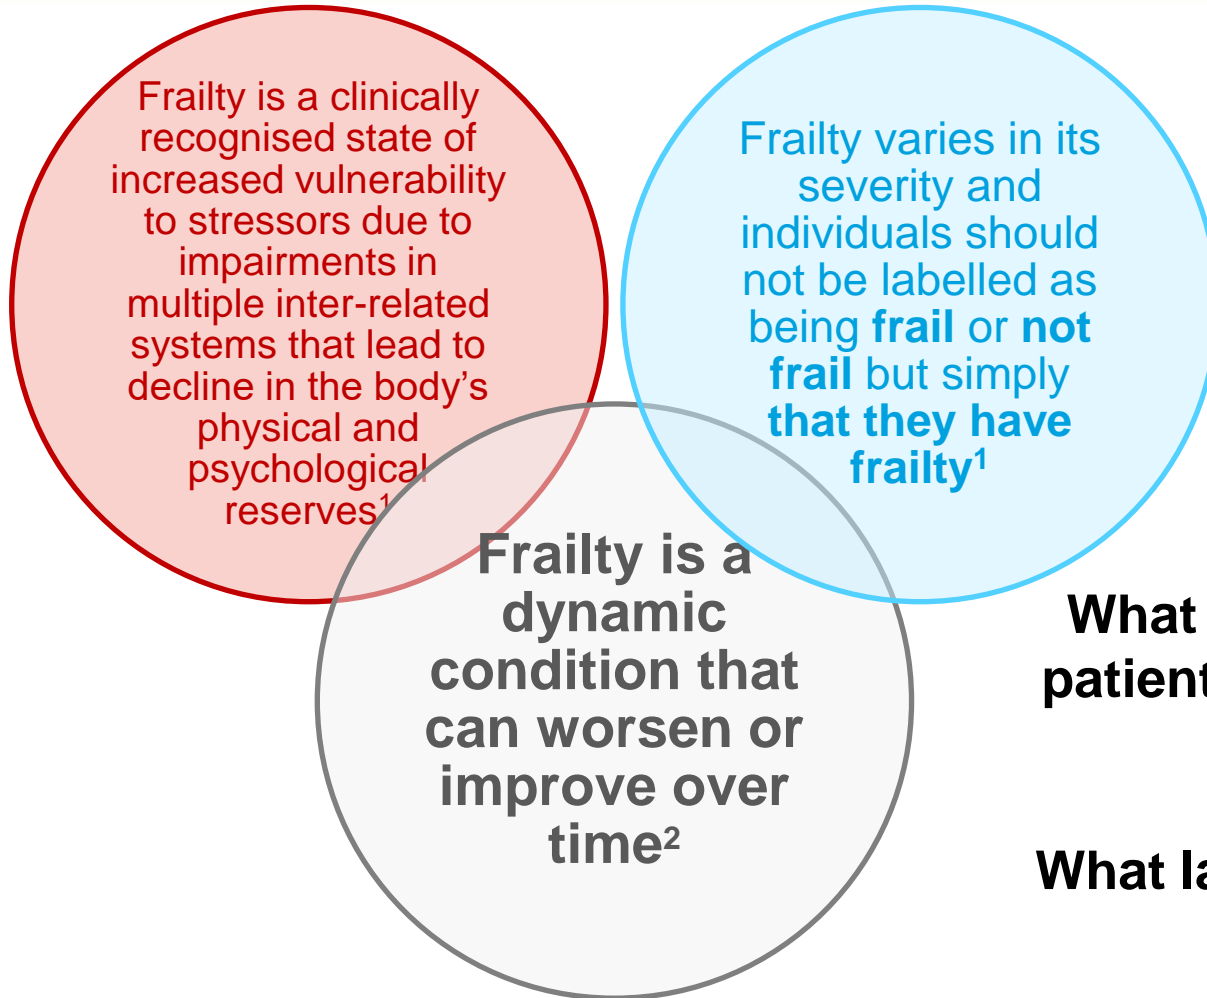 Frailty is a clinically
recognised state of
increased vulnerability
to stressors due to
impairments in
multiple inter-related
systems that lead to
decline in the body’s
physical and
psychological
reserves¹
Frailty varies in its
severity and
individuals should
not be labelled as
being frail or not
frail but simply
that they have
frailty¹
Frailty is a
dynamic
condition that
can worsen or
improve over
time²
What
patient
What